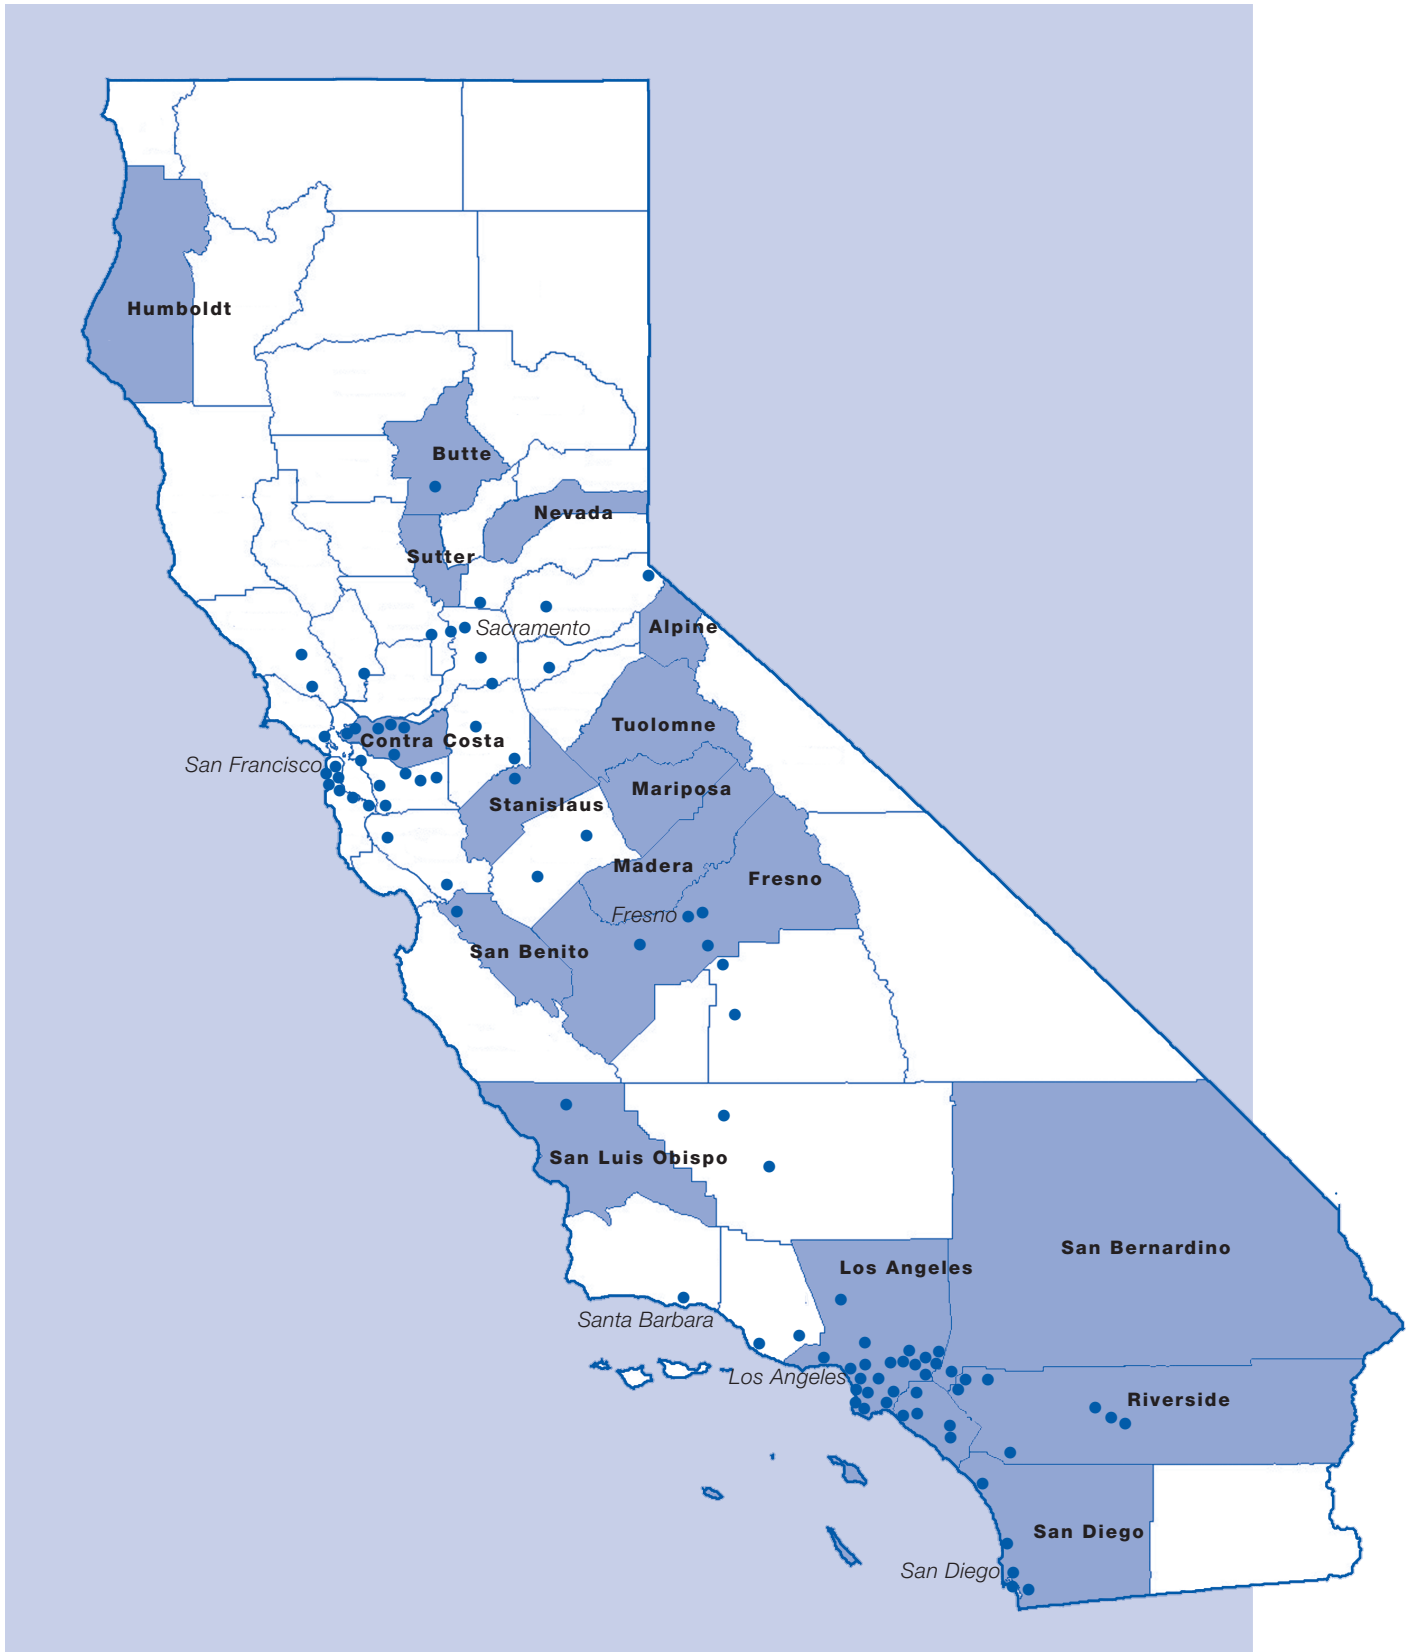 Humboldt
Butte
Nevada
Sutter
Sacramento
Alpine
Tuolomne
Contra Costa
San Francisco
Mariposa
Stanislaus
Madera
Fresno
Fresno
San Benito
San Luis Obispo
San Bernardino
Los Angeles
Santa Barbara
Los Angeles
Riverside
San Diego
San Diego